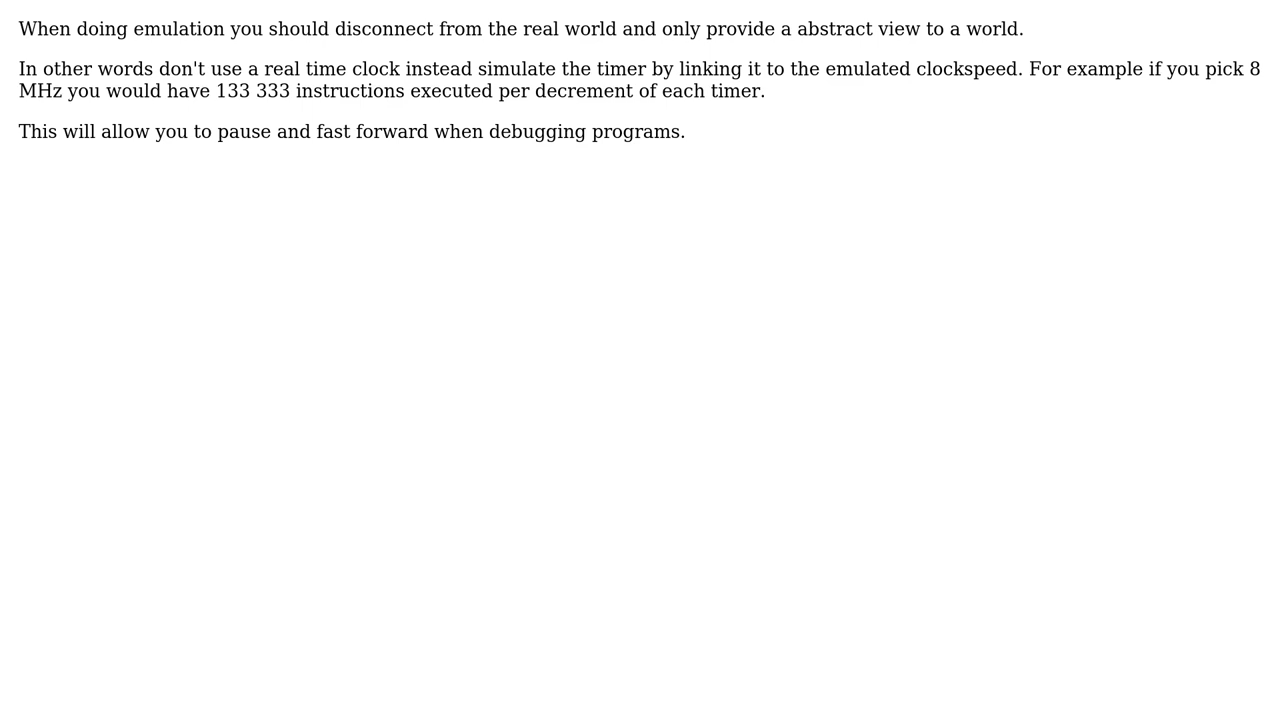 When doing emulation you should disconnect from the real world and only provide a abstract view to a world.
In other words don't use a real time clock instead simulate the timer by linking it to the emulated clockspeed. For example if you pick 8
MHz you would have 133 333 instructions executed per decrement of each timer.
This will allow you to pause and fast forward when debugging programs.